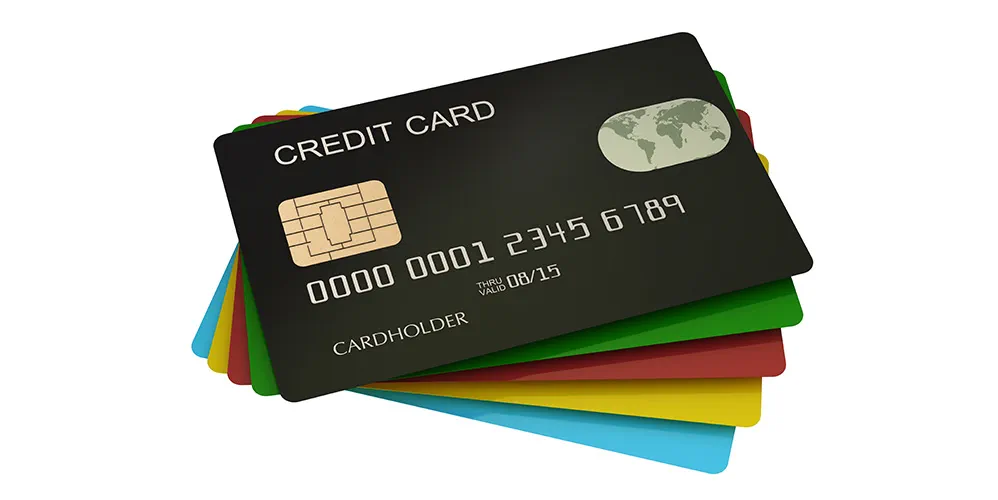 CREDIT CARD
0000 0001 2345 6789
THRU
VALID 08/15
CARDHOLDER